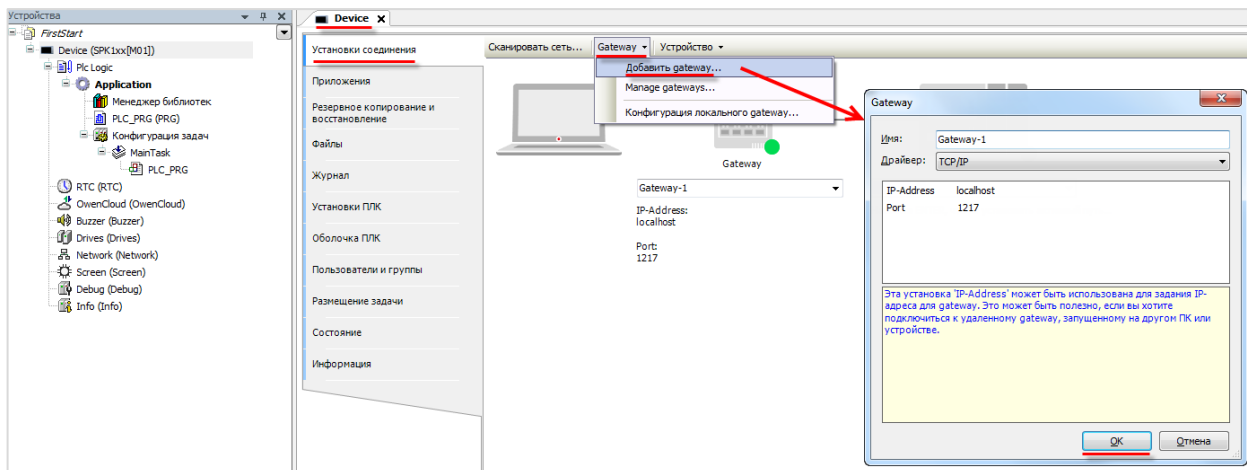 Устройства
FirstStart
Device (SPK1xx[M01])
Plc Logic
Application
Менеджер библиотек
PLC_PRG (PRG)
Конфигурация задач
MainTask
PLC_PRG
RTC (RTC)
OwenCloud (OwenCloud)
Buzzer (Buzzer)
Drives (Drives)
Network (Network)
Screen (Screen)
Debug (Debug)
Info (Info)
Device
Установки соединения
Приложения
Резервное копирование и
восстановление
Файлы
Журнал
Установки ПЛК
Оболочка ПЛК
Пользователи и группы
Размещение задачи
Состояние
Информация
Сканировать сеть... Gateway Устройство
Добавить gateway...
Manage gateways...
Конфигурация локального gateway...
Gateway
Gateway-1
IP-Address:
localhost
Port:
1217
Gateway
Имя: Gateway-1
Драйвер: TCP/IP
IP-Address localhost
Port 1217
Эта установка 'IP-Address' может быть использована для задания IP-
адреса для gateway. Это может быть полезно, если вы хотите
подключиться к удаленному gateway, запущенному на другом ПК или
устройстве.
OK Отмена